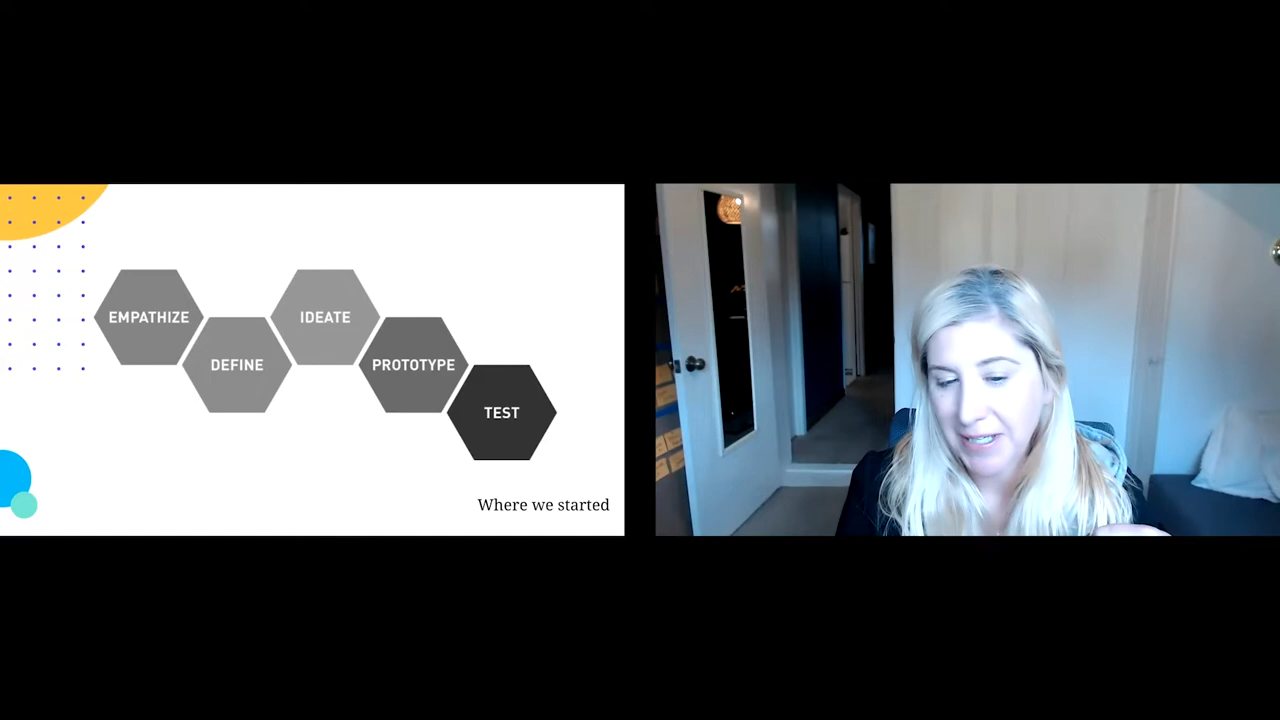 EMPATHIZE
DEFINE
IDEATE
PROTOTYPE
TEST
Where we started